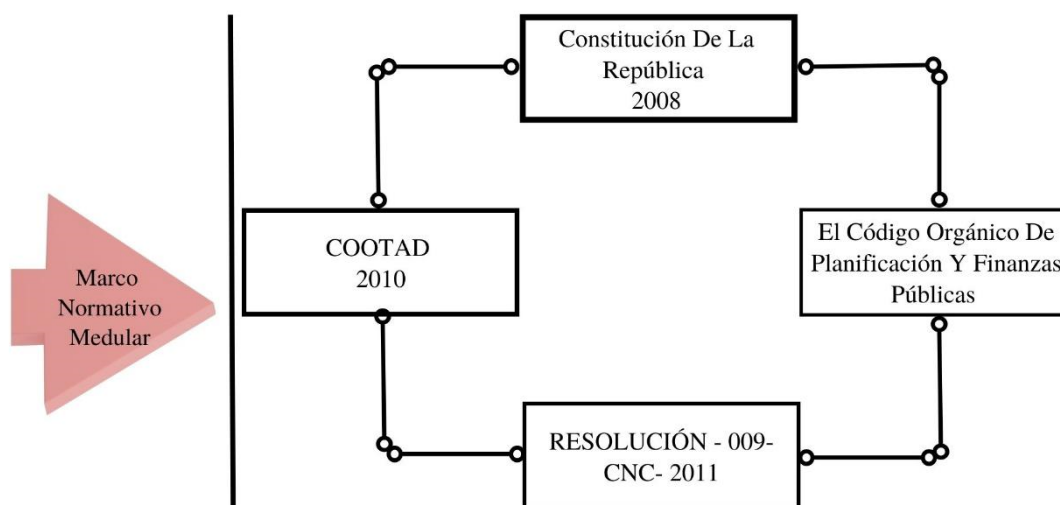 Marco
Normativo
Medular
Constitución De La
República
2008
COOTAD
2010
El Código Orgánico De
Planificación Y Finanzas
Públicas
RESOLUCIÓN - 009-
CNC- 2011